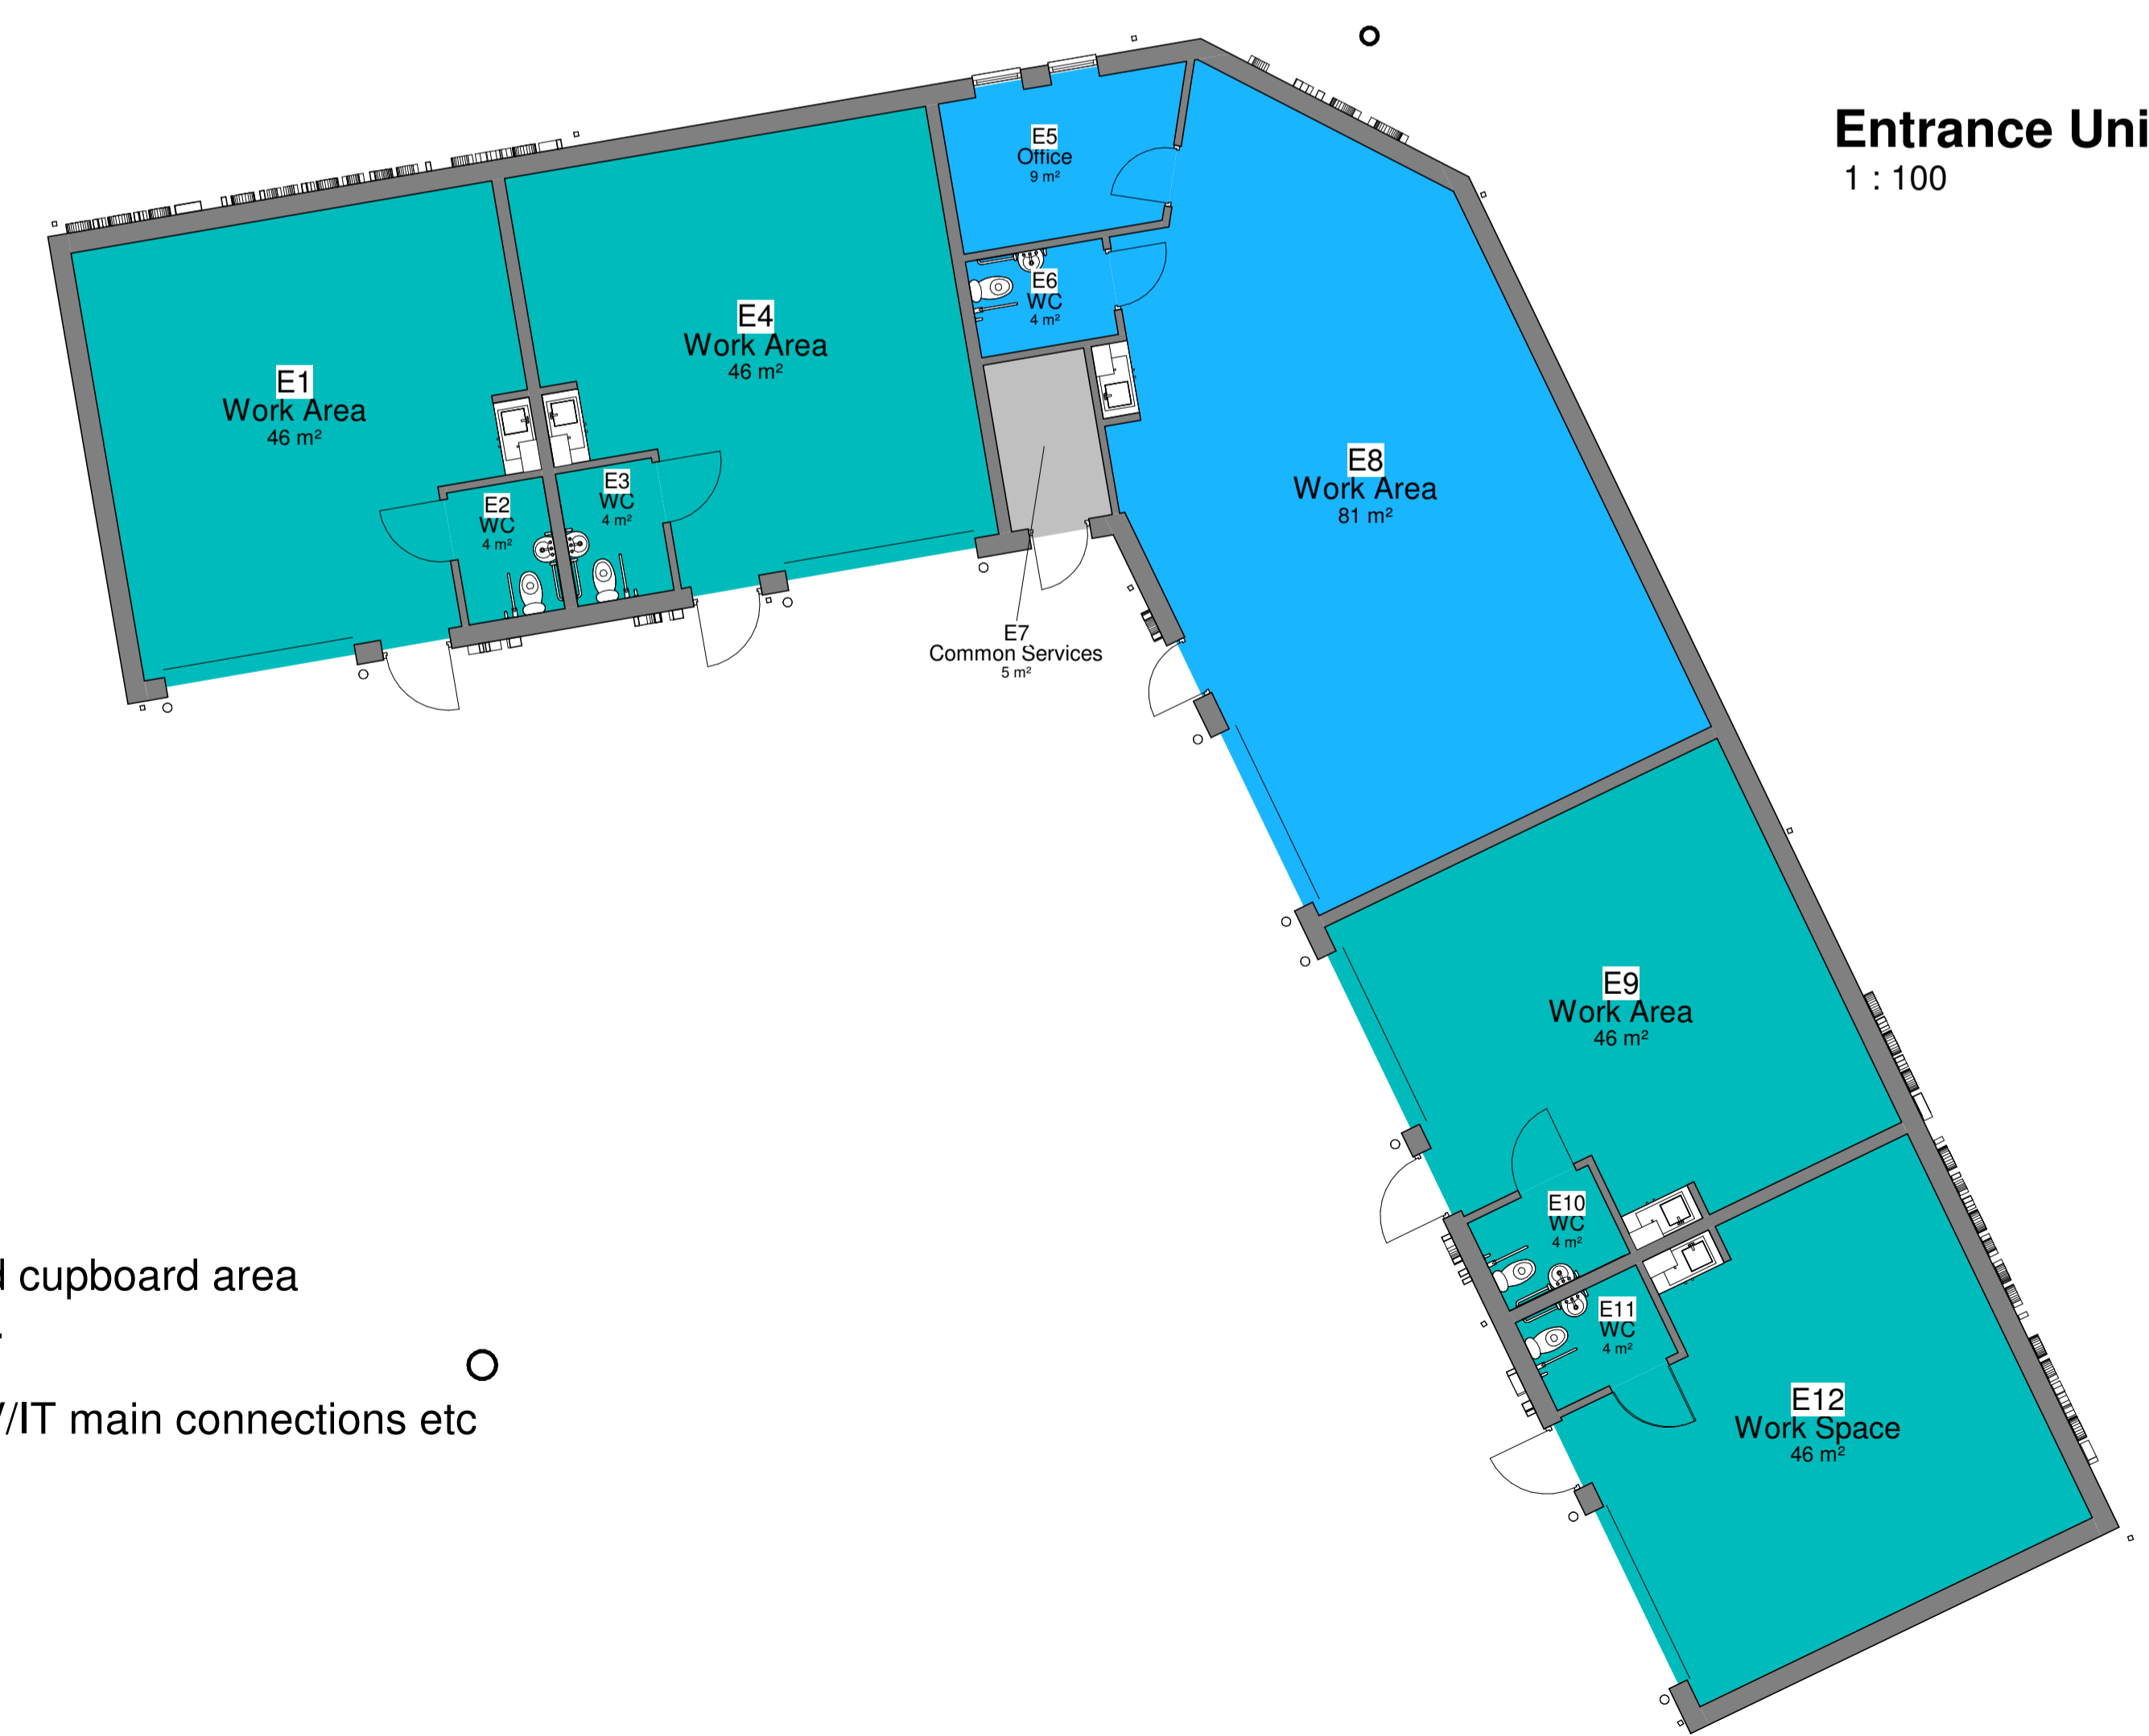 Entrance Uni
1 : 100
E5
Office
9 m²
E6
WC
4 m²
E4
Work Area
46 m²
E1
Work Area
46 m²
E3
WC
4 m²
E2
WC
4 m²
E8
Work Area
81 m²
E7
Common Services
5 m²
E9
Work Area
46 m²
E10
WC
4 m²
E11
WC
4 m²
E12
Work Space
46 m²
cupboard area
/IT main connections etc